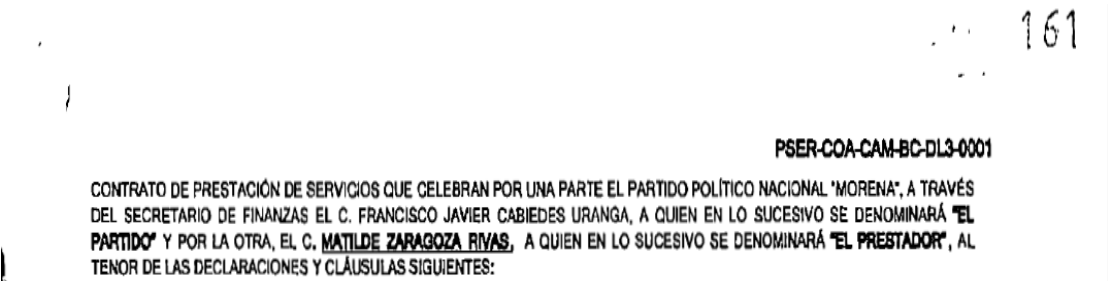 161
PSER-COA-CAM-BC-DL3-0001
CONTRATO DE PRESTACIÓN DE SERVICIOS QUE CELEBRAN POR UNA PARTE EL PARTIDO POLÍTICO NACIONAL "MORENA", A TRAVÉS
DEL SECRETARIO DE FINANZAS EL C. FRANCISCO JAVIER CABIEDES URANGA, A QUIEN EN LO SUCESIVO SE DENOMINARÁ "EL
PARTIDO" Y POR LA OTRA, EL C. MATILDE ZARAGOZA RIVAS, A QUIEN EN LO SUCESIVO SE DENOMINARÁ "EL PRESTADOR", AL
TENOR DE LAS DECLARACIONES Y CLÁUSULAS SIGUIENTES: